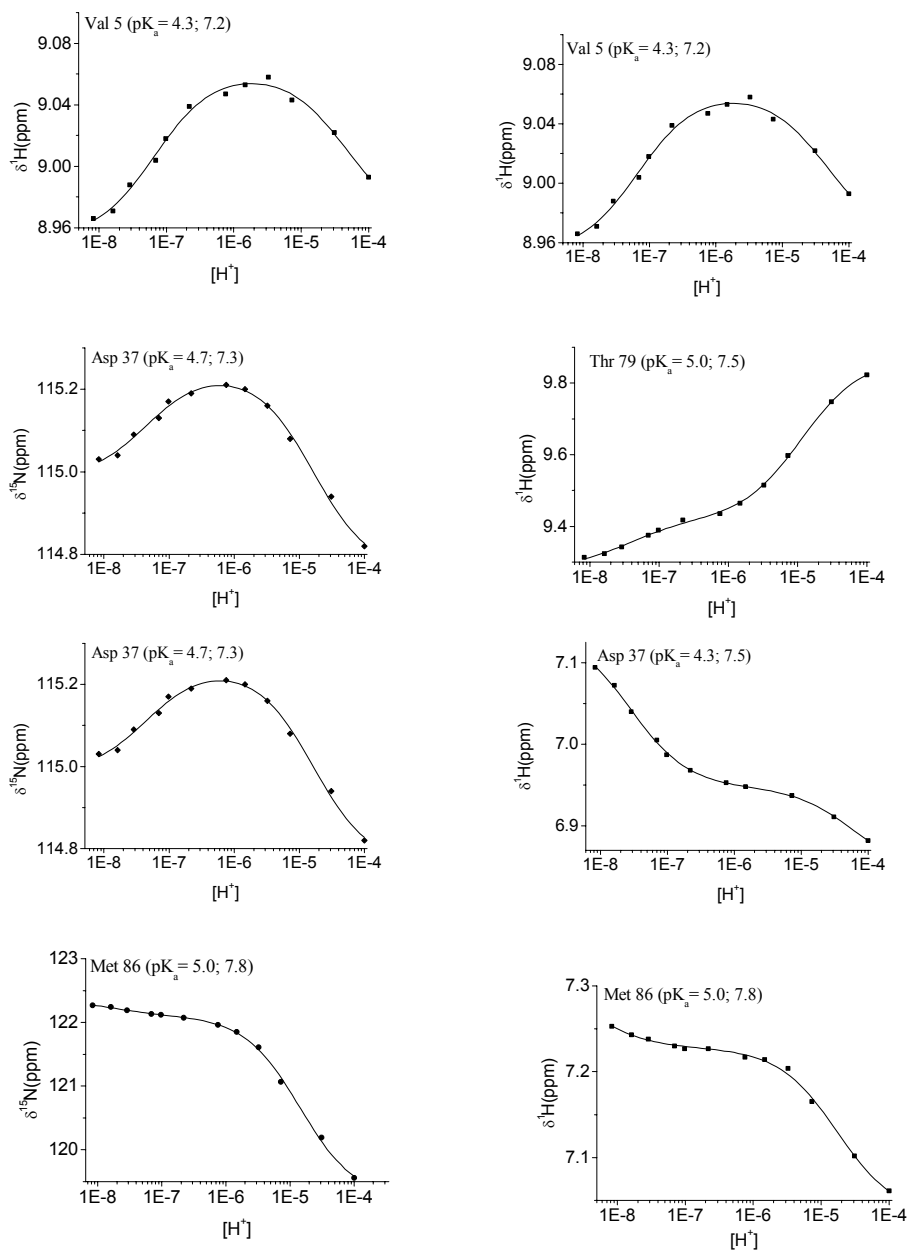 Val 5 (pKa = 4.3; 7.2)
9.08
9.04
9.00
8.96
δ¹H(ppm)
1E-8 1E-7 1E-6 1E-5 1E-4
[H⁺]
Val 5 (pKa = 4.3; 7.2)
9.08
9.04
9.00
8.96
δ¹H(ppm)
1E-8 1E-7 1E-6 1E-5 1E-4
[H⁺]
Asp 37 (pKa = 4.7; 7.3)
115.2
115.0
114.8
δ¹⁵N(ppm)
1E-8 1E-7 1E-6 1E-5 1E-4
[H⁺]
Thr 79 (pKa = 5.0; 7.5)
9.8
9.6
9.4
δ¹H(ppm)
1E-8 1E-7 1E-6 1E-5 1E-4
[H⁺]
Asp 37 (pKa = 4.7; 7.3)
115.2
115.0
114.8
δ¹⁵N(ppm)
1E-8 1E-7 1E-6 1E-5 1E-4
[H⁺]
Asp 37 (pKa = 4.3; 7.5)
7.1
7.0
6.9
δ¹H(ppm)
1E-8 1E-7 1E-6 1E-5 1E-4
[H⁺]
Met 86 (pKa = 5.0; 7.8)
123
122
121
120
δ¹⁵N(ppm)
1E-8 1E-7 1E-6 1E-5 1E-4
[H⁺]
Met 86 (pKa = 5.0; 7.8)
7.3
7.2
7.1
δ¹H(ppm)
1E-8 1E-7 1E-6 1E-5 1E-4
[H⁺]